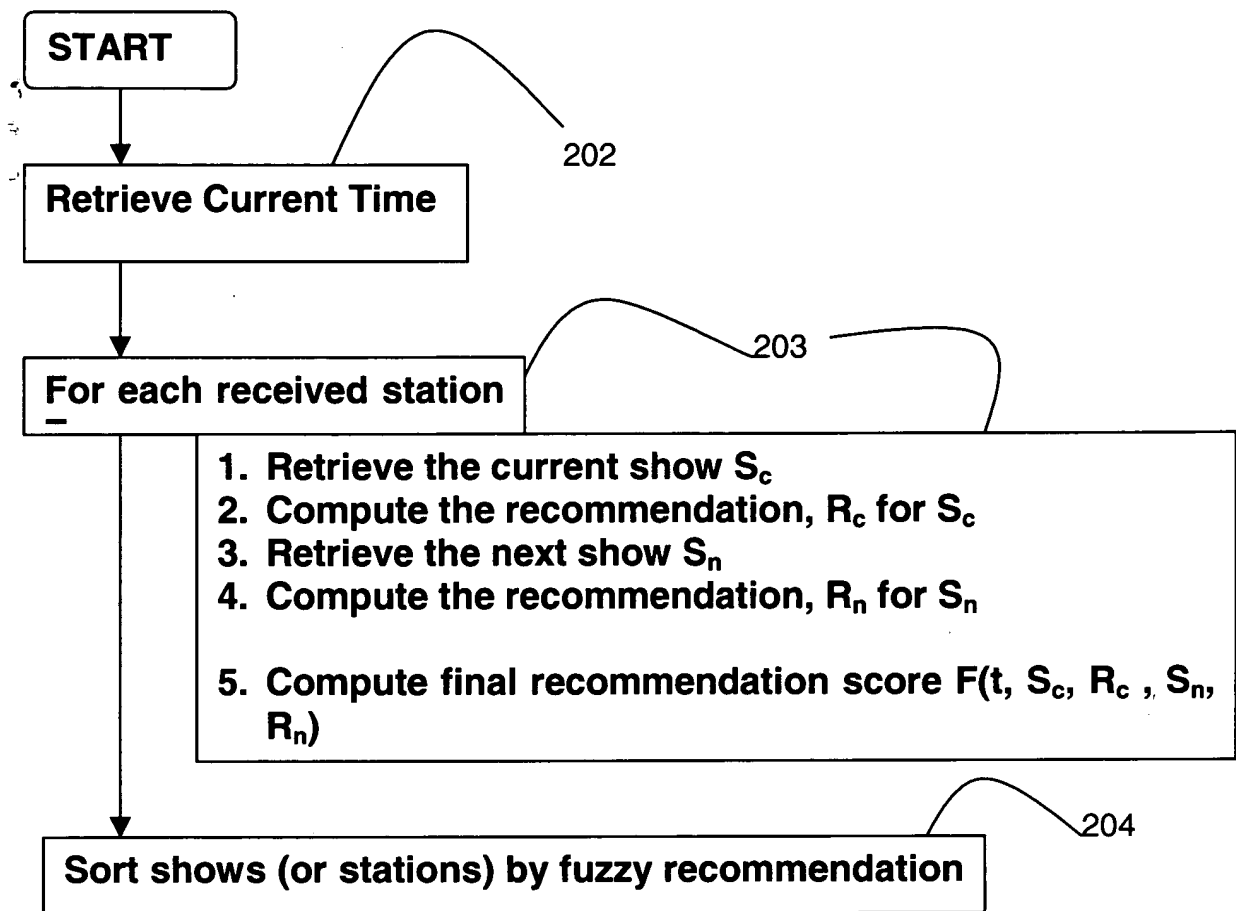 START
202
Retrieve Current Time
203
For each received station
1. Retrieve the current show Sc
2. Compute the recommendation, Rc for Sc
3. Retrieve the next show Sn
4. Compute the recommendation, Rn for Sn
5. Compute final recommendation score F(t, Sc, Rc , Sn,
Rn)
204
Sort shows (or stations) by fuzzy recommendation